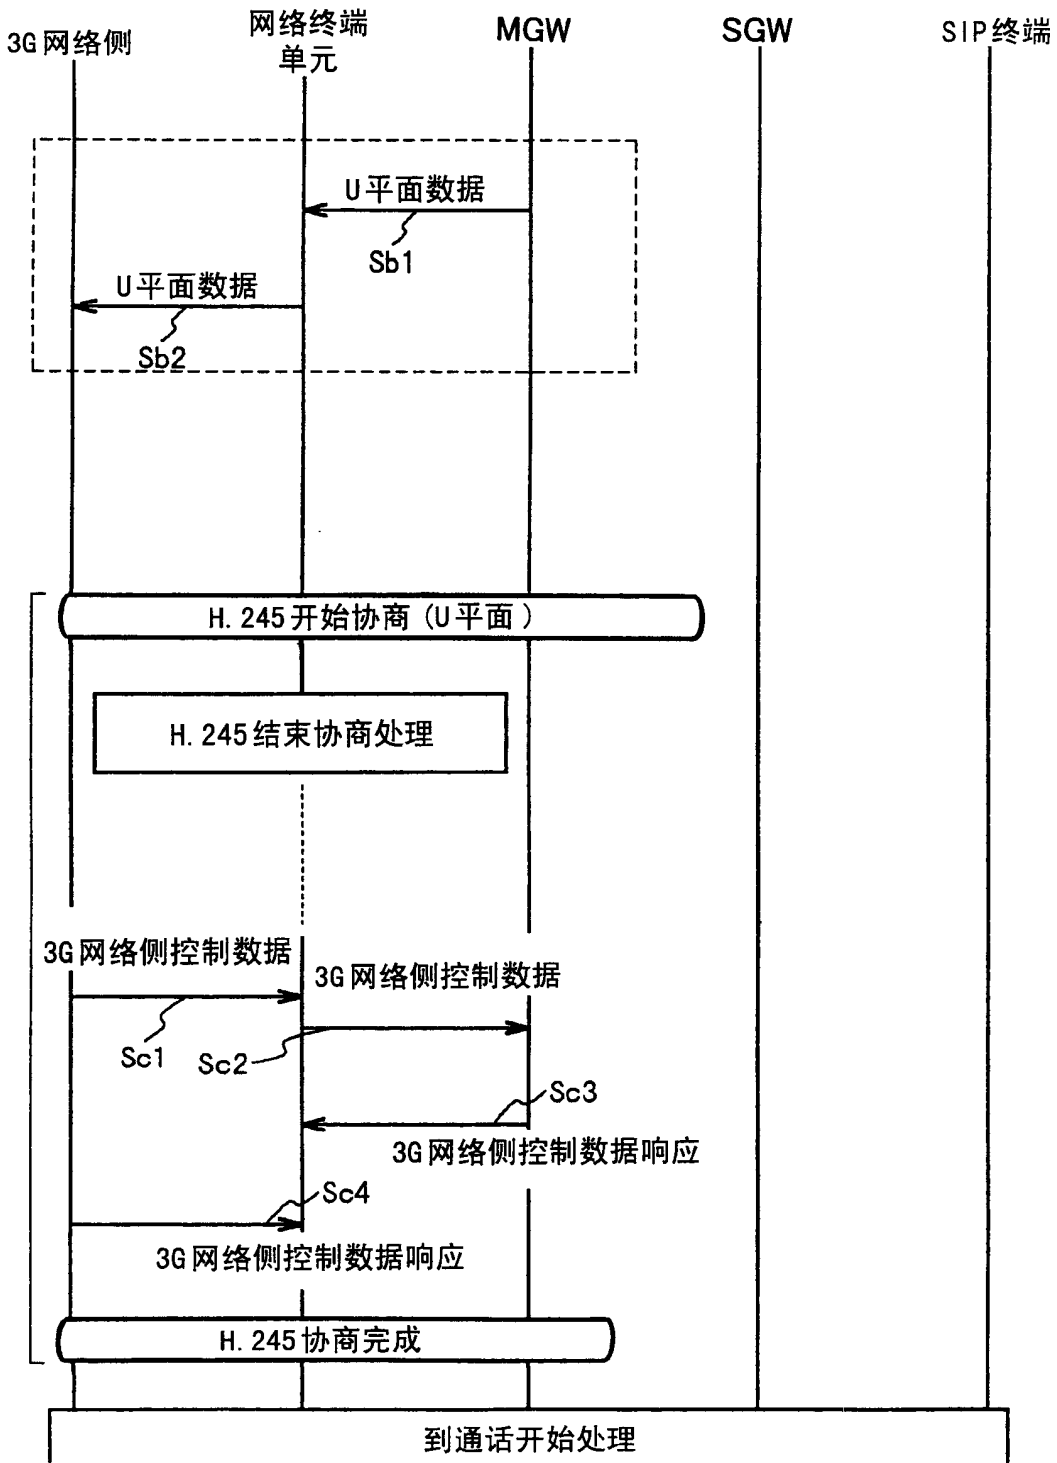 3G网络侧
网络终端
单元
MGW
SGW
SIP终端
U平面数据
Sb1
U平面数据
Sb2
H.245开始协商(U平面)
H.245结束协商处理
3G网络侧控制数据
3G网络侧控制数据
Sc1
Sc2
Sc3
3G网络侧控制数据响应
Sc4
3G网络侧控制数据响应
H.245协商完成
到通话开始处理